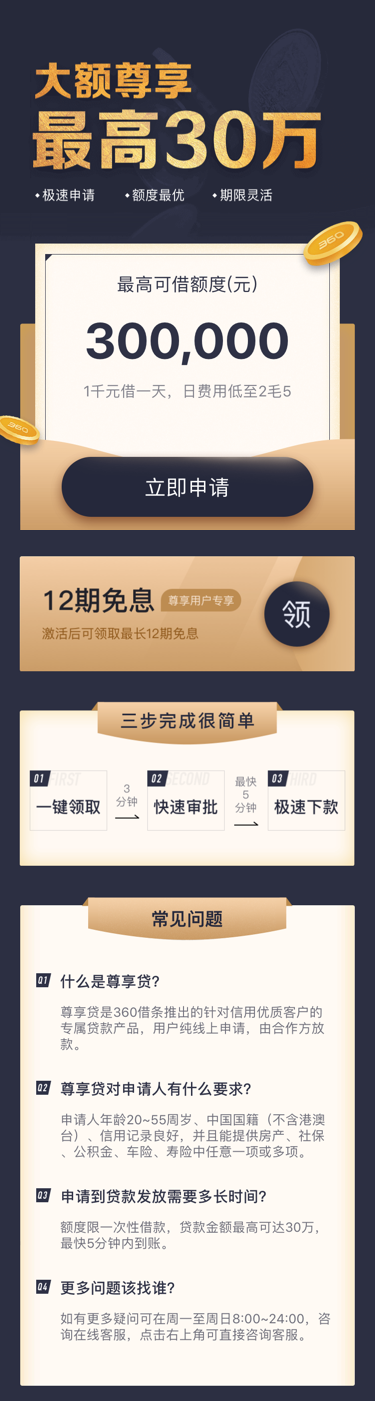 大额尊享
最高30万
极速申请
额度最优
期限灵活
360
最高可借额度(元)
300,000
1千元借一天，日费用低至2毛5
360
立即申请
12期免息
尊享用户专享
激活后可领取最长12期免息
领
三步完成很简单
01 FIRST
一键领取
3
分钟
02 SECOND
快速审批
最快
5
分钟
03 HIRD
极速下款
常见问题
Q1 什么是尊享贷?
尊享贷是360借条推出的针对信用优质客户的
专属贷款产品，用户纯线上申请，由合作方放
款。
Q2 尊享贷对申请人有什么要求?
申请人年龄20~55周岁、中国国籍（不含港澳
台）、信用记录良好，并且能提供房产、社保
、公积金、车险、寿险中任意一项或多项。
Q3 申请到贷款发放需要多长时间?
额度限一次性借款，贷款金额最高可达30万，
最快5分钟内到账。
Q4 更多问题该找谁?
如有更多疑问可在周一至周日8:00~24:00，咨
询在线客服，点击右上角可直接咨询客服。